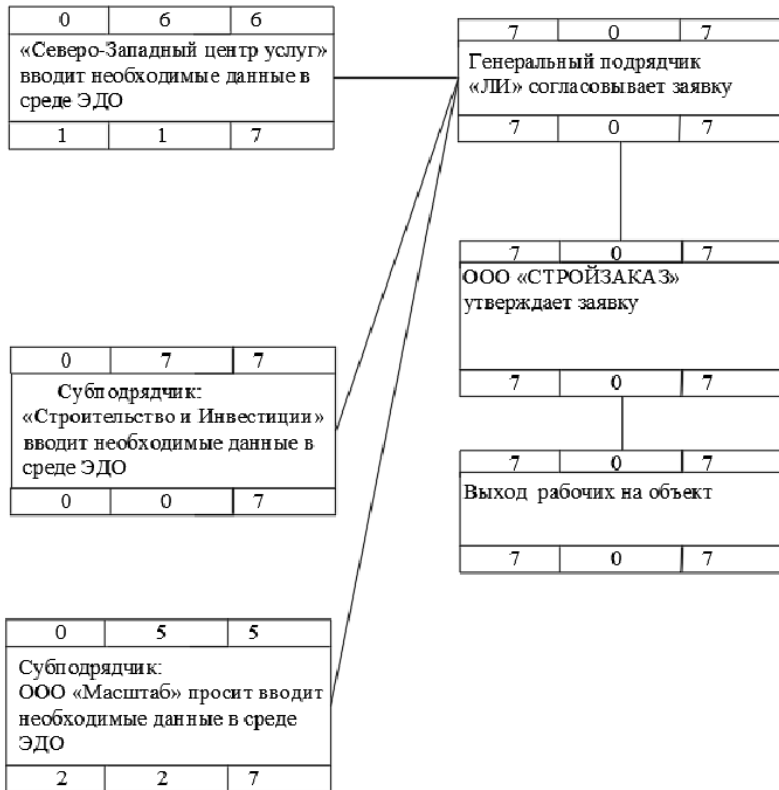 0 6 6
«Северо-Западный центр услуг»
вводит необходимые данные в
среде ЭДО
1 1 7
0 7 7
Субподрядчик:
«Строительство и Инвестиции»
вводит необходимые данные в
среде ЭДО
0 0 7
0 5 5
Субподрядчик:
ООО «Масштаб» просит вводит
необходимые данные в среде
ЭДО
2 2 7
7 0 7
Генеральный подрядчик
«ЛИ» согласовывает заявку
7 0 7
7 0 7
ООО «СТРОЙЗАКАЗ»
утверждает заявку
7 0 7
7 0 7
Выход рабочих на объект
7 0 7